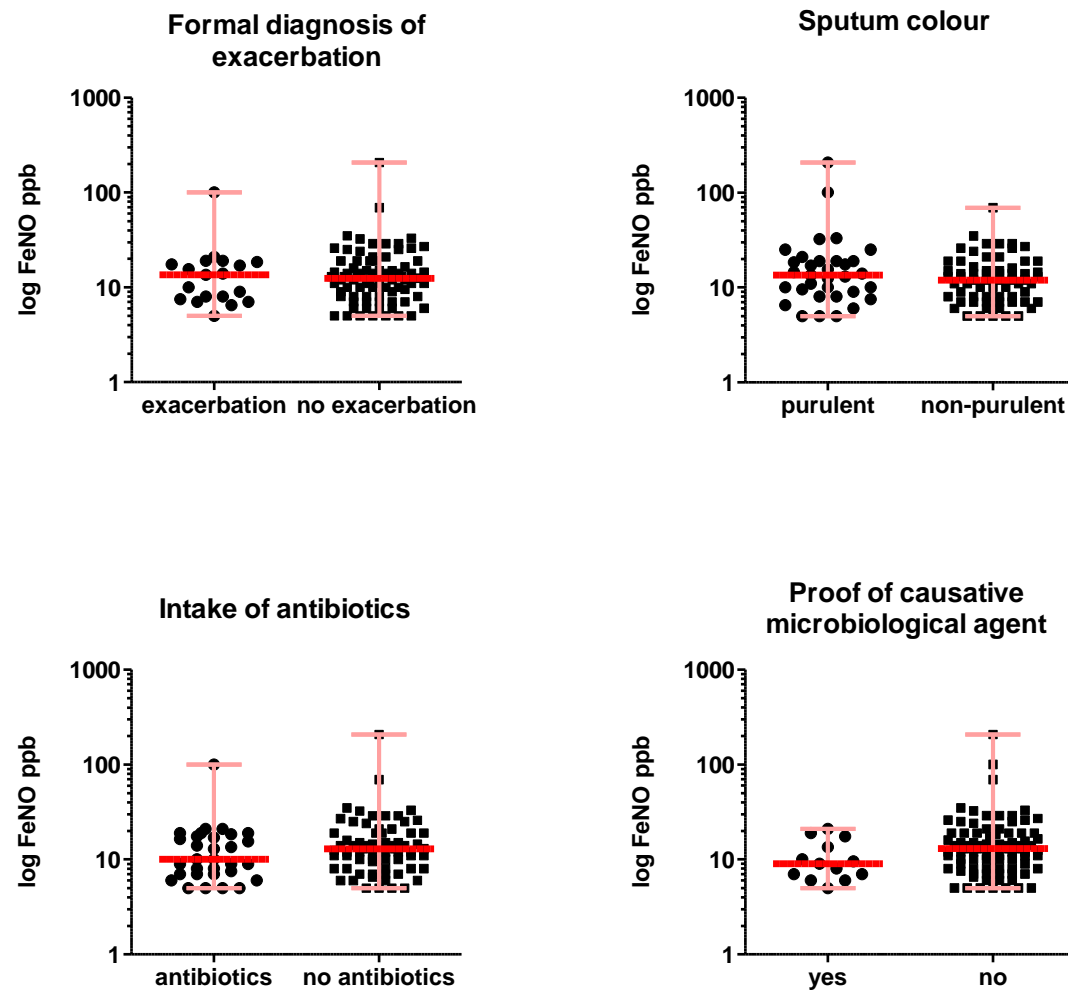 Formal diagnosis of
exacerbation
log FeNO ppb
1000
100
10
1
exacerbation
no exacerbation
Sputum colour
log FeNO ppb
1000
100
10
1
purulent
non-purulent
Intake of antibiotics
log FeNO ppb
1000
100
10
1
antibiotics
no antibiotics
Proof of causative
microbiological agent
log FeNO ppb
1000
100
10
1
yes
no